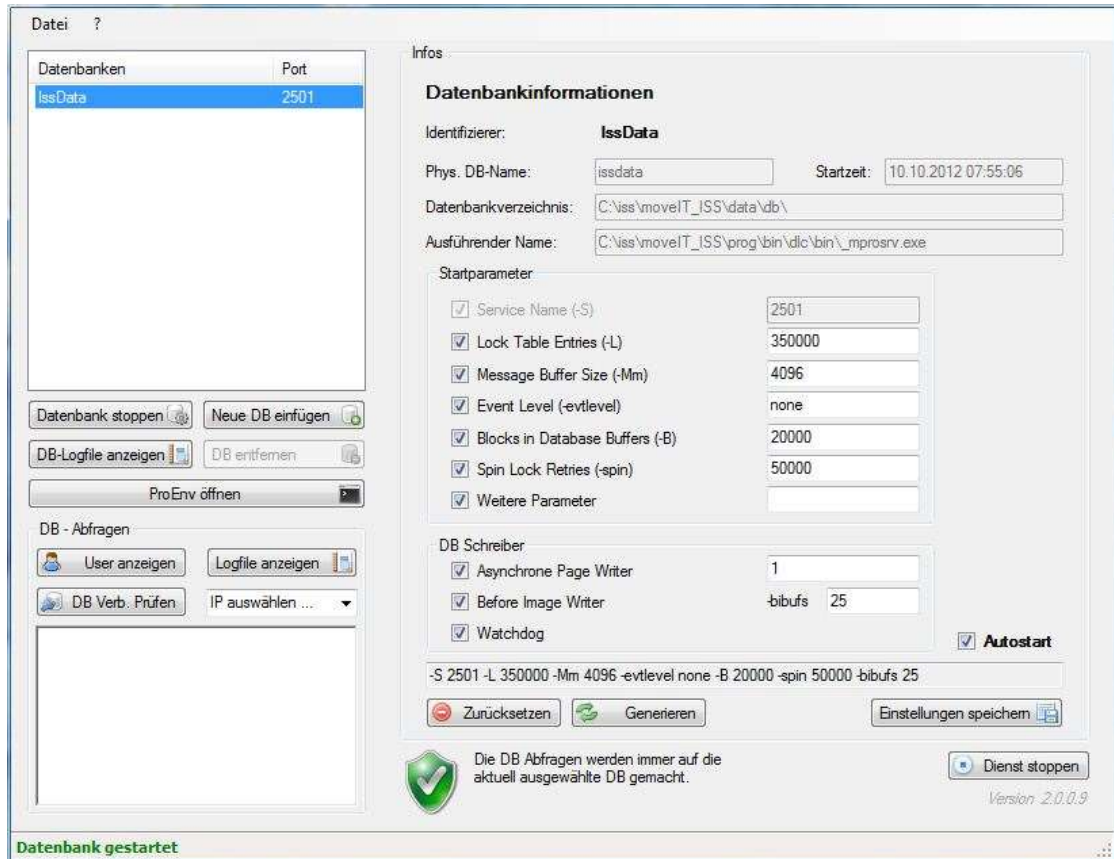 Datei ?
Datenbanken Port
IssData 2501
Datenbank stoppen Neue DB einfügen
DB-Logfile anzeigen DB entfernen
ProEnv öffnen
DB - Abfragen
User anzeigen Logfile anzeigen
DB Verb. Prüfen IP auswählen ...
Infos
Datenbankinformationen
Identifizierer: IssData
Phys. DB-Name: issdata Startzeit: 10.10.2012 07:55:06
Datenbankverzeichnis: C:\iss\moveIT_ISS\data\db\
Ausführender Name: C:\iss\moveIT_ISS\prog\bin\dlc\bin\_mprosrv.exe
Startparameter
Service Name (-S) 2501
Lock Table Entries (-L) 350000
Message Buffer Size (-Mm) 4096
Event Level (-evtlevel) none
Blocks in Database Buffers (-B) 20000
Spin Lock Retries (-spin) 50000
Weitere Parameter
DB Schreiber
Asynchrone Page Writer 1
Before Image Writer -bibufs 25
Watchdog
Autostart
-S 2501 -L 350000 -Mm 4096 -evtlevel none -B 20000 -spin 50000 -bibufs 25
Zurücksetzen Generieren Einstellungen speichern
Die DB Abfragen werden immer auf die
aktuell ausgewählte DB gemacht.
Dienst stoppen
Version 2.0.0.9
Datenbank gestartet